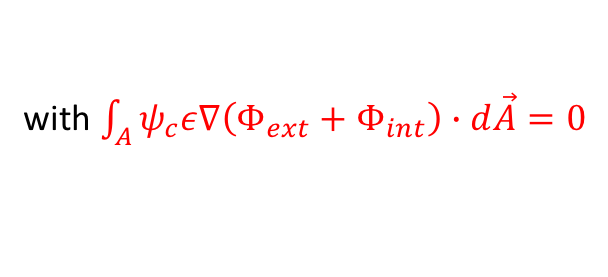 with ∫_A ψ_c ϵ∇(Φ_ext + Φ_int) · dA⃗ = 0